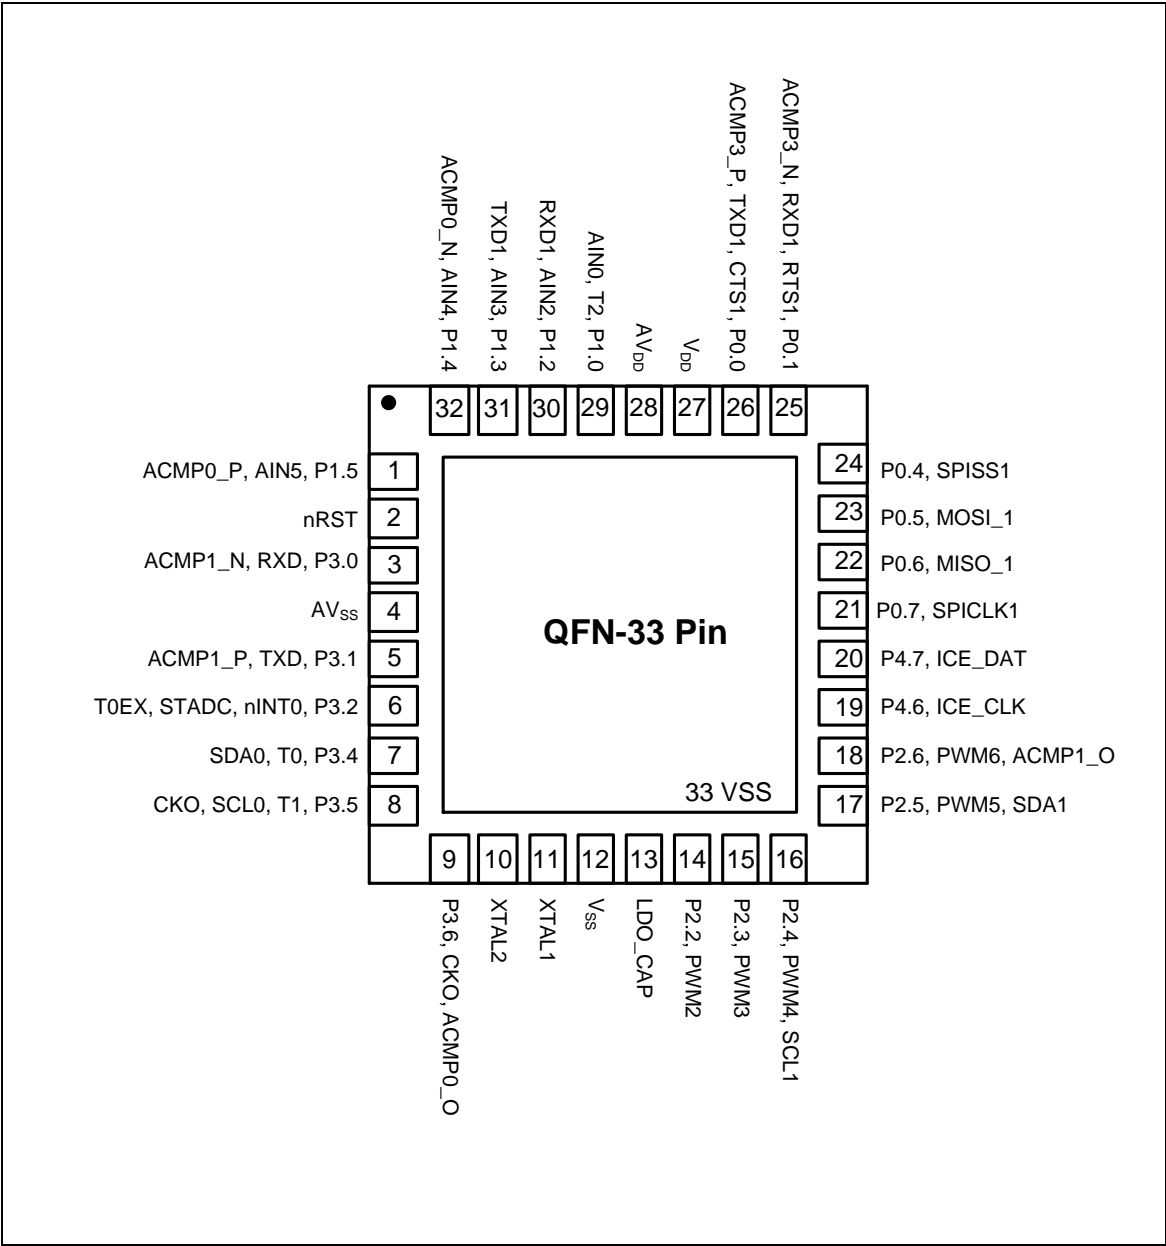 ACMP0_N, AIN4, P1.4
TXD1, AIN3, P1.3
RXD1, AIN2, P1.2
AIN0, T2, P1.0
AVDD
VDD
ACMP3_P, TXD1, CTS1, P0.0
ACMP3_N, RXD1, RTS1, P0.1
32 31 30 29 28 27 26 25
ACMP0_P, AIN5, P1.5 1
nRST 2
ACMP1_N, RXD, P3.0 3
AVSS 4
ACMP1_P, TXD, P3.1 5
T0EX, STADC, nINT0, P3.2 6
SDA0, T0, P3.4 7
CKO, SCL0, T1, P3.5 8
QFN-33 Pin
33 VSS
24 P0.4, SPISS1
23 P0.5, MOSI_1
22 P0.6, MISO_1
21 P0.7, SPICLK1
20 P4.7, ICE_DAT
19 P4.6, ICE_CLK
18 P2.6, PWM6, ACMP1_O
17 P2.5, PWM5, SDA1
9 10 11 12 13 14 15 16
P3.6, CKO, ACMP0_O
XTAL2
XTAL1
VSS
LDO_CAP
P2.2, PWM2
P2.3, PWM3
P2.4, PWM4, SCL1